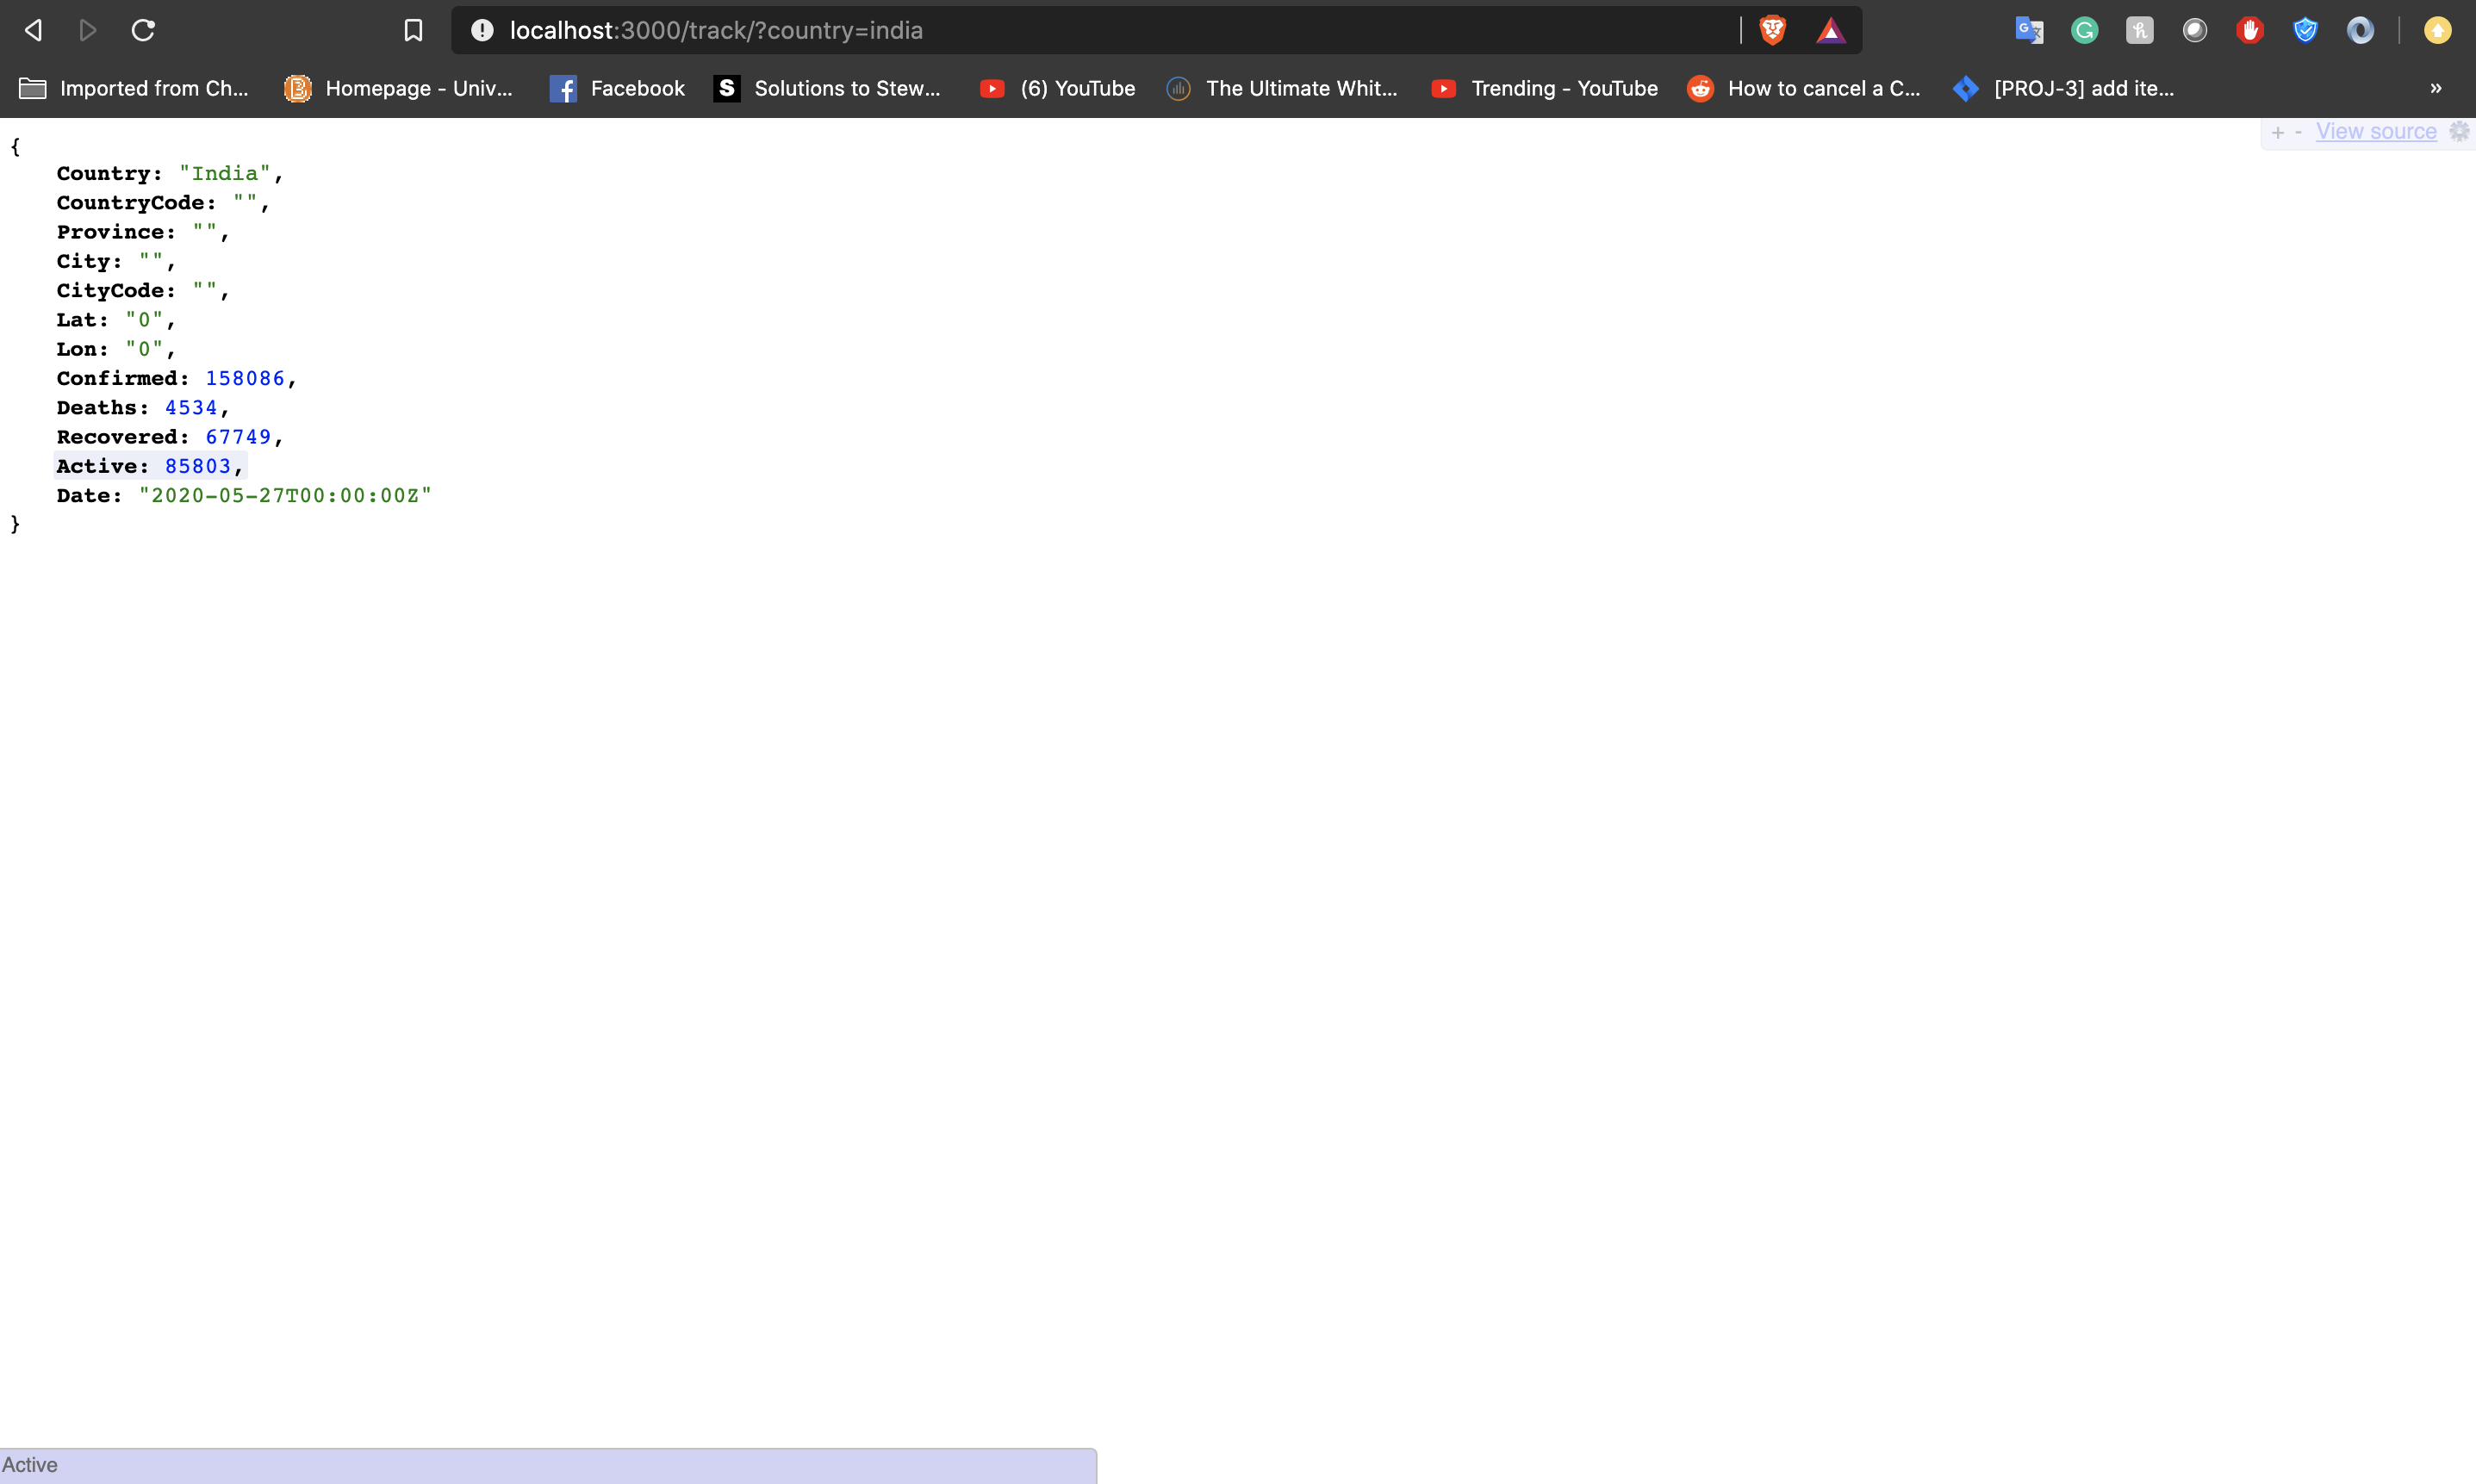 localhost:3000/track/?country=india
Imported from Ch... Homepage - Univ... Facebook S Solutions to Stew... (6) YouTube The Ultimate Whit... Trending - YouTube How to cancel a C... [PROJ-3] add ite... »
+ - View source
{
Country: "India",
CountryCode: "",
Province: "",
City: "",
CityCode: "",
Lat: "0",
Lon: "0",
Confirmed: 158086,
Deaths: 4534,
Recovered: 67749,
Active: 85803,
Date: "2020-05-27T00:00:00Z"
}
Active